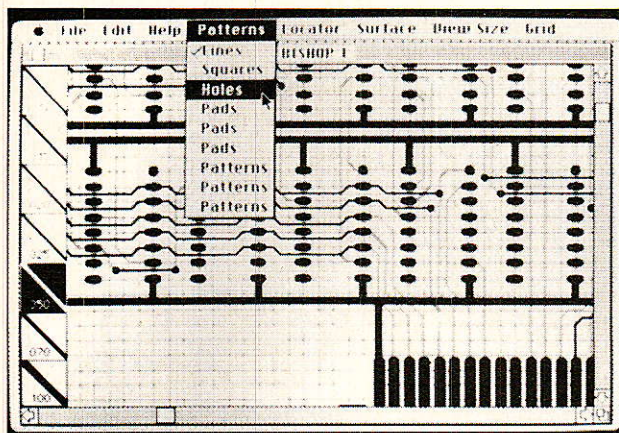 File Edit Help Patterns Locator Surface View Size Grid
BISHOP 1
✓Lines
Squares
Holes
Pads
Pads
Pads
Patterns
Patterns
Patterns
.070
.100